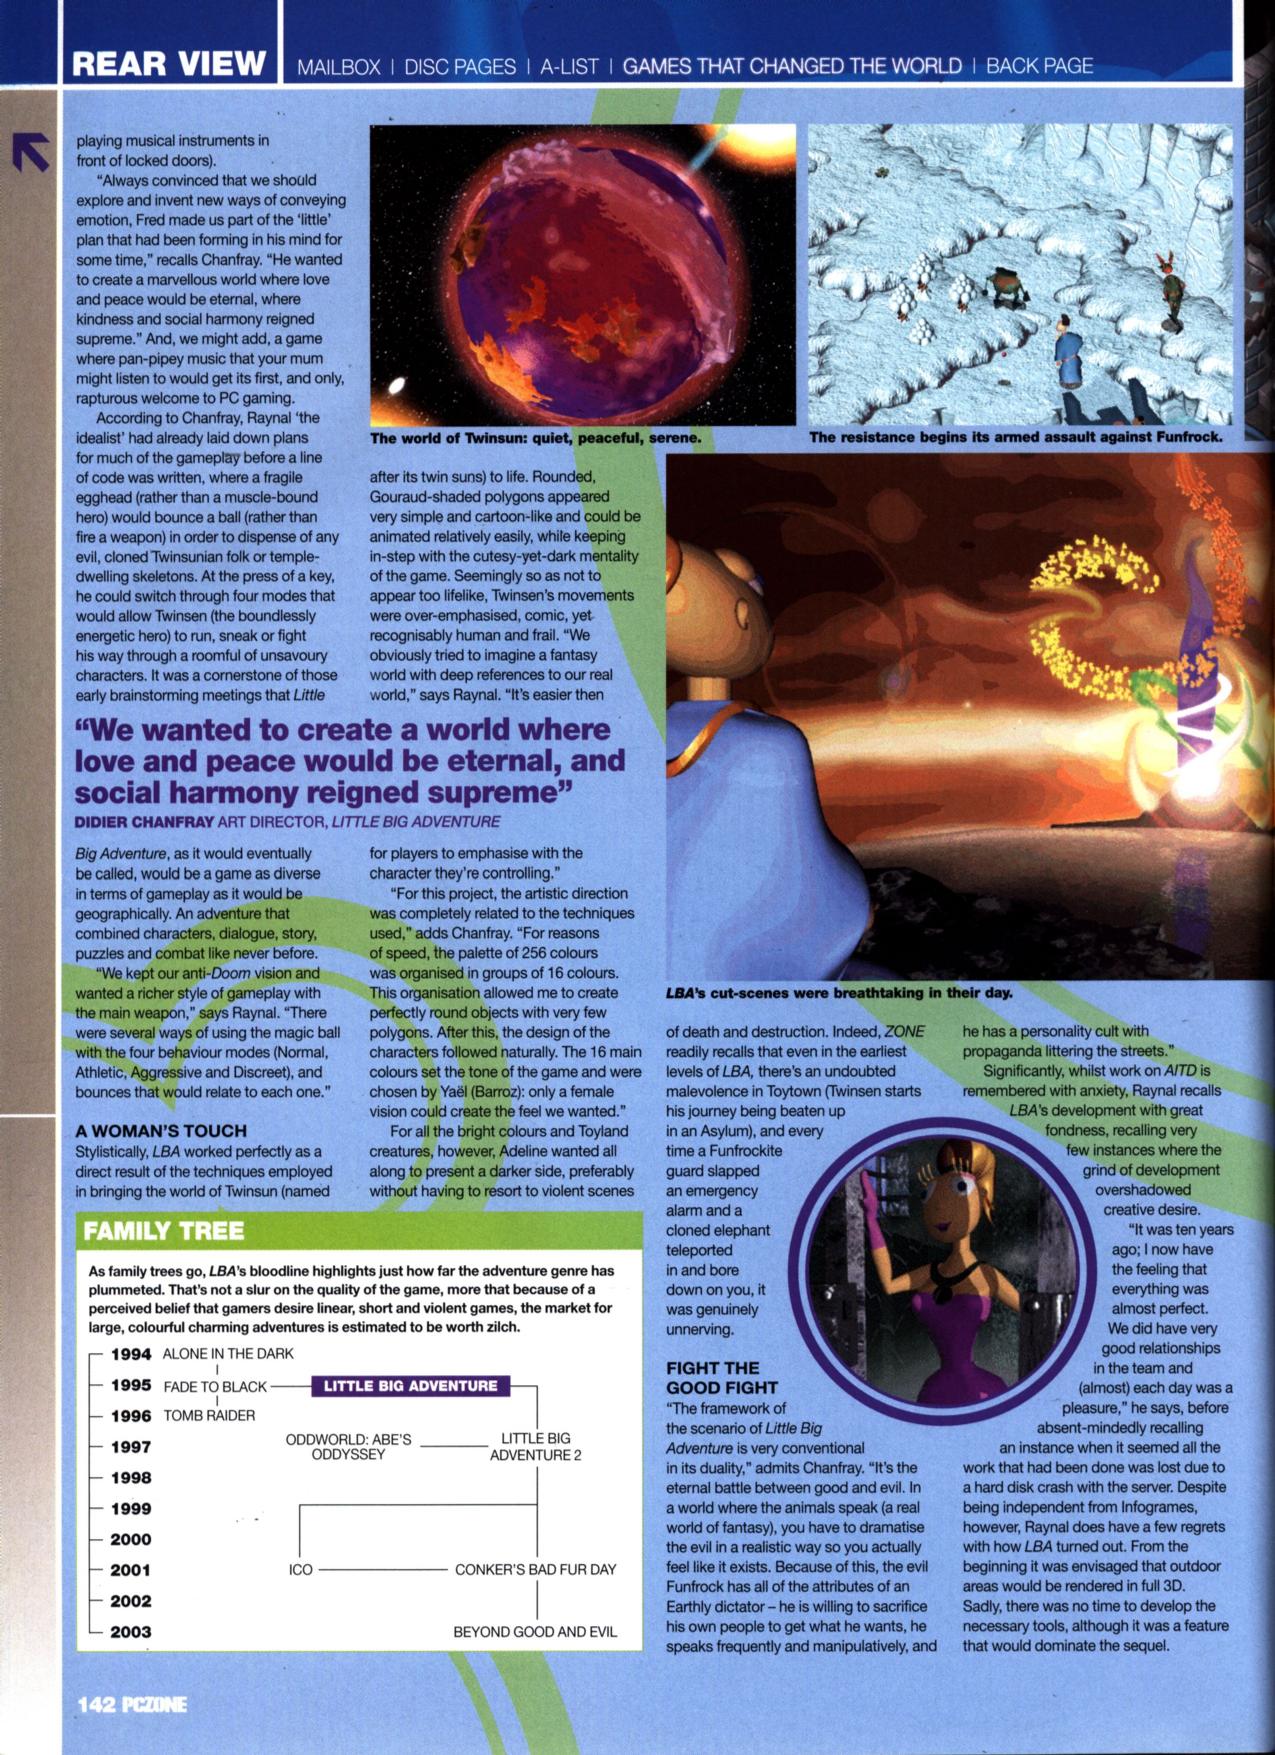 REAR VIEW
MAILBOX | DISC PAGES | A-LIST | GAMES THAT CHANGED THE WORLD | BACK PAGE
playing musical instruments in
front of locked doors).
“Always convinced that we should
explore and invent new ways of conveying
emotion, Fred made us part of the ‘little’
plan that had been forming in his mind for
some time,” recalls Chanfray. “He wanted
to create a marvellous world where love
and peace would be eternal, where
kindness and social harmony reigned
supreme.” And, we might add, a game
where pan-pipey music that your mum
might listen to would get its first, and only,
rapturous welcome to PC gaming.
According to Chanfray, Raynal ‘the
idealist’ had already laid down plans
for much of the gameplay before a line
of code was written, where a fragile
egghead (rather than a muscle-bound
hero) would bounce a ball (rather than
fire a weapon) in order to dispense of any
evil, cloned Twinsunian folk or temple-
dwelling skeletons. At the press of a key,
he could switch through four modes that
would allow Twinsen (the boundlessly
energetic hero) to run, sneak or fight
his way through a roomful of unsavoury
characters. It was a cornerstone of those
early brainstorming meetings that Little
“We wanted to create a world where
love and peace would be eternal, and
social harmony reigned supreme”
DIDIER CHANFRAY ART DIRECTOR, LITTLE BIG ADVENTURE
Big Adventure, as it would eventually
be called, would be a game as diverse
in terms of gameplay as it would be
geographically. An adventure that
combined characters, dialogue, story,
puzzles and combat like never before.
“We kept our anti-Doom vision and
wanted a richer style of gameplay with
the main weapon,” says Raynal. “There
were several ways of using the magic ball
with the four behaviour modes (Normal,
Athletic, Aggressive and Discreet), and
bounces that would relate to each one.”
A WOMAN’S TOUCH
Stylistically, LBA worked perfectly as a
direct result of the techniques employed
in bringing the world of Twinsun (named
The world of Twinsun: quiet, peaceful, serene.
The resistance begins its armed assault against Funfrock.
after its twin suns) to life. Rounded,
Gouraud-shaded polygons appeared
very simple and cartoon-like and could be
animated relatively easily, while keeping
in-step with the cutesy-yet-dark mentality
of the game. Seemingly so as not to
appear too lifelike, Twinsen’s movements
were over-emphasised, comic, yet
recognisably human and frail. “We
obviously tried to imagine a fantasy
world with deep references to our real
world,” says Raynal. “It’s easier then
for players to emphasise with the
character they’re controlling.”
“For this project, the artistic direction
was completely related to the techniques
used,” adds Chanfray. “For reasons
of speed, the palette of 256 colours
was organised in groups of 16 colours.
This organisation allowed me to create
perfectly round objects with very few
polygons. After this, the design of the
characters followed naturally. The 16 main
colours set the tone of the game and were
chosen by Yaël (Barroz): only a female
vision could create the feel we wanted.”
For all the bright colours and Toyland
creatures, however, Adeline wanted all
along to present a darker side, preferably
without having to resort to violent scenes
LBA’s cut-scenes were breathtaking in their day.
of death and destruction. Indeed, ZONE
readily recalls that even in the earliest
levels of LBA, there’s an undoubted
malevolence in Toytown (Twinsen starts
his journey being beaten up
in an Asylum), and every
time a Funfrockite
guard slapped
an emergency
alarm and a
cloned elephant
teleported
in and bore
down on you, it
was genuinely
unnerving.
FIGHT THE
GOOD FIGHT
“The framework of
the scenario of Little Big
Adventure is very conventional
in its duality,” admits Chanfray. “It’s the
eternal battle between good and evil. In
a world where the animals speak (a real
world of fantasy), you have to dramatise
the evil in a realistic way so you actually
feel like it exists. Because of this, the evil
Funfrock has all of the attributes of an
Earthly dictator – he is willing to sacrifice
his own people to get what he wants, he
speaks frequently and manipulatively, and
he has a personality cult with
propaganda littering the streets.”
Significantly, whilst work on AITD is
remembered with anxiety, Raynal recalls
LBA’s development with great
fondness, recalling very
few instances where the
grind of development
overshadowed
creative desire.
“It was ten years
ago; I now have
the feeling that
everything was
almost perfect.
We did have very
good relationships
in the team and
(almost) each day was a
pleasure,” he says, before
absent-mindedly recalling
an instance when it seemed all the
work that had been done was lost due to
a hard disk crash with the server. Despite
being independent from Infogrames,
however, Raynal does have a few regrets
with how LBA turned out. From the
beginning it was envisaged that outdoor
areas would be rendered in full 3D.
Sadly, there was no time to develop the
necessary tools, although it was a feature
that would dominate the sequel.
FAMILY TREE
As family trees go, LBA’s bloodline highlights just how far the adventure genre has
plummeted. That’s not a slur on the quality of the game, more that because of a
perceived belief that gamers desire linear, short and violent games, the market for
large, colourful charming adventures is estimated to be worth zilch.
1994 ALONE IN THE DARK
1995 FADE TO BLACK LITTLE BIG ADVENTURE
1996 TOMB RAIDER
1997
ODDWORLD: ABE’S
ODDYSSEY
LITTLE BIG
ADVENTURE 2
1998
1999
2000
2001 ICO CONKER’S BAD FUR DAY
2002
2003 BEYOND GOOD AND EVIL
142 PCZONE